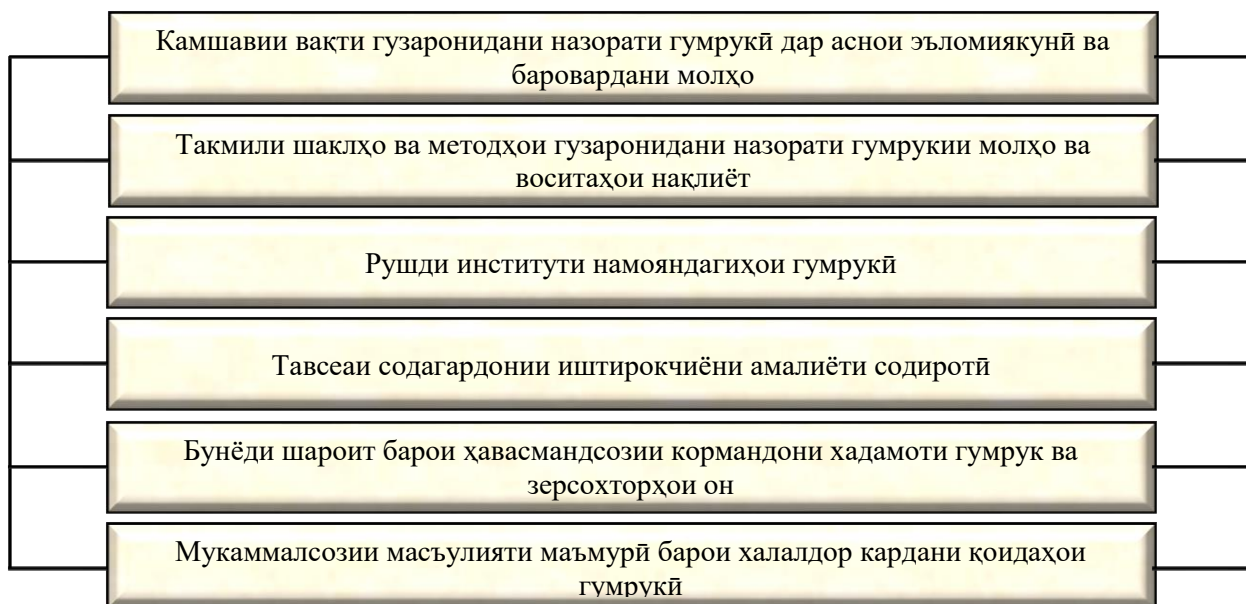 Камшавии вақти гузаронидани назорати гумрукӣ дар аснои эъломиякунӣ ва
баровардани молҳо
Такмили шаклҳо ва методҳои гузаронидани назорати гумрукии молҳо ва
воситаҳои нақлиёт
Рушди институти намояндагиҳои гумрукӣ
Тавсеаи содагардонии иштирокчиёни амалиёти содиротӣ
Бунёди шароит барои ҳавасмандсозии кормандони хадамоти гумрук ва
зерсохторҳои он
Мукаммалсозии масъулияти маъмурӣ барои халалдор кардани қоидаҳои
гумрукӣ